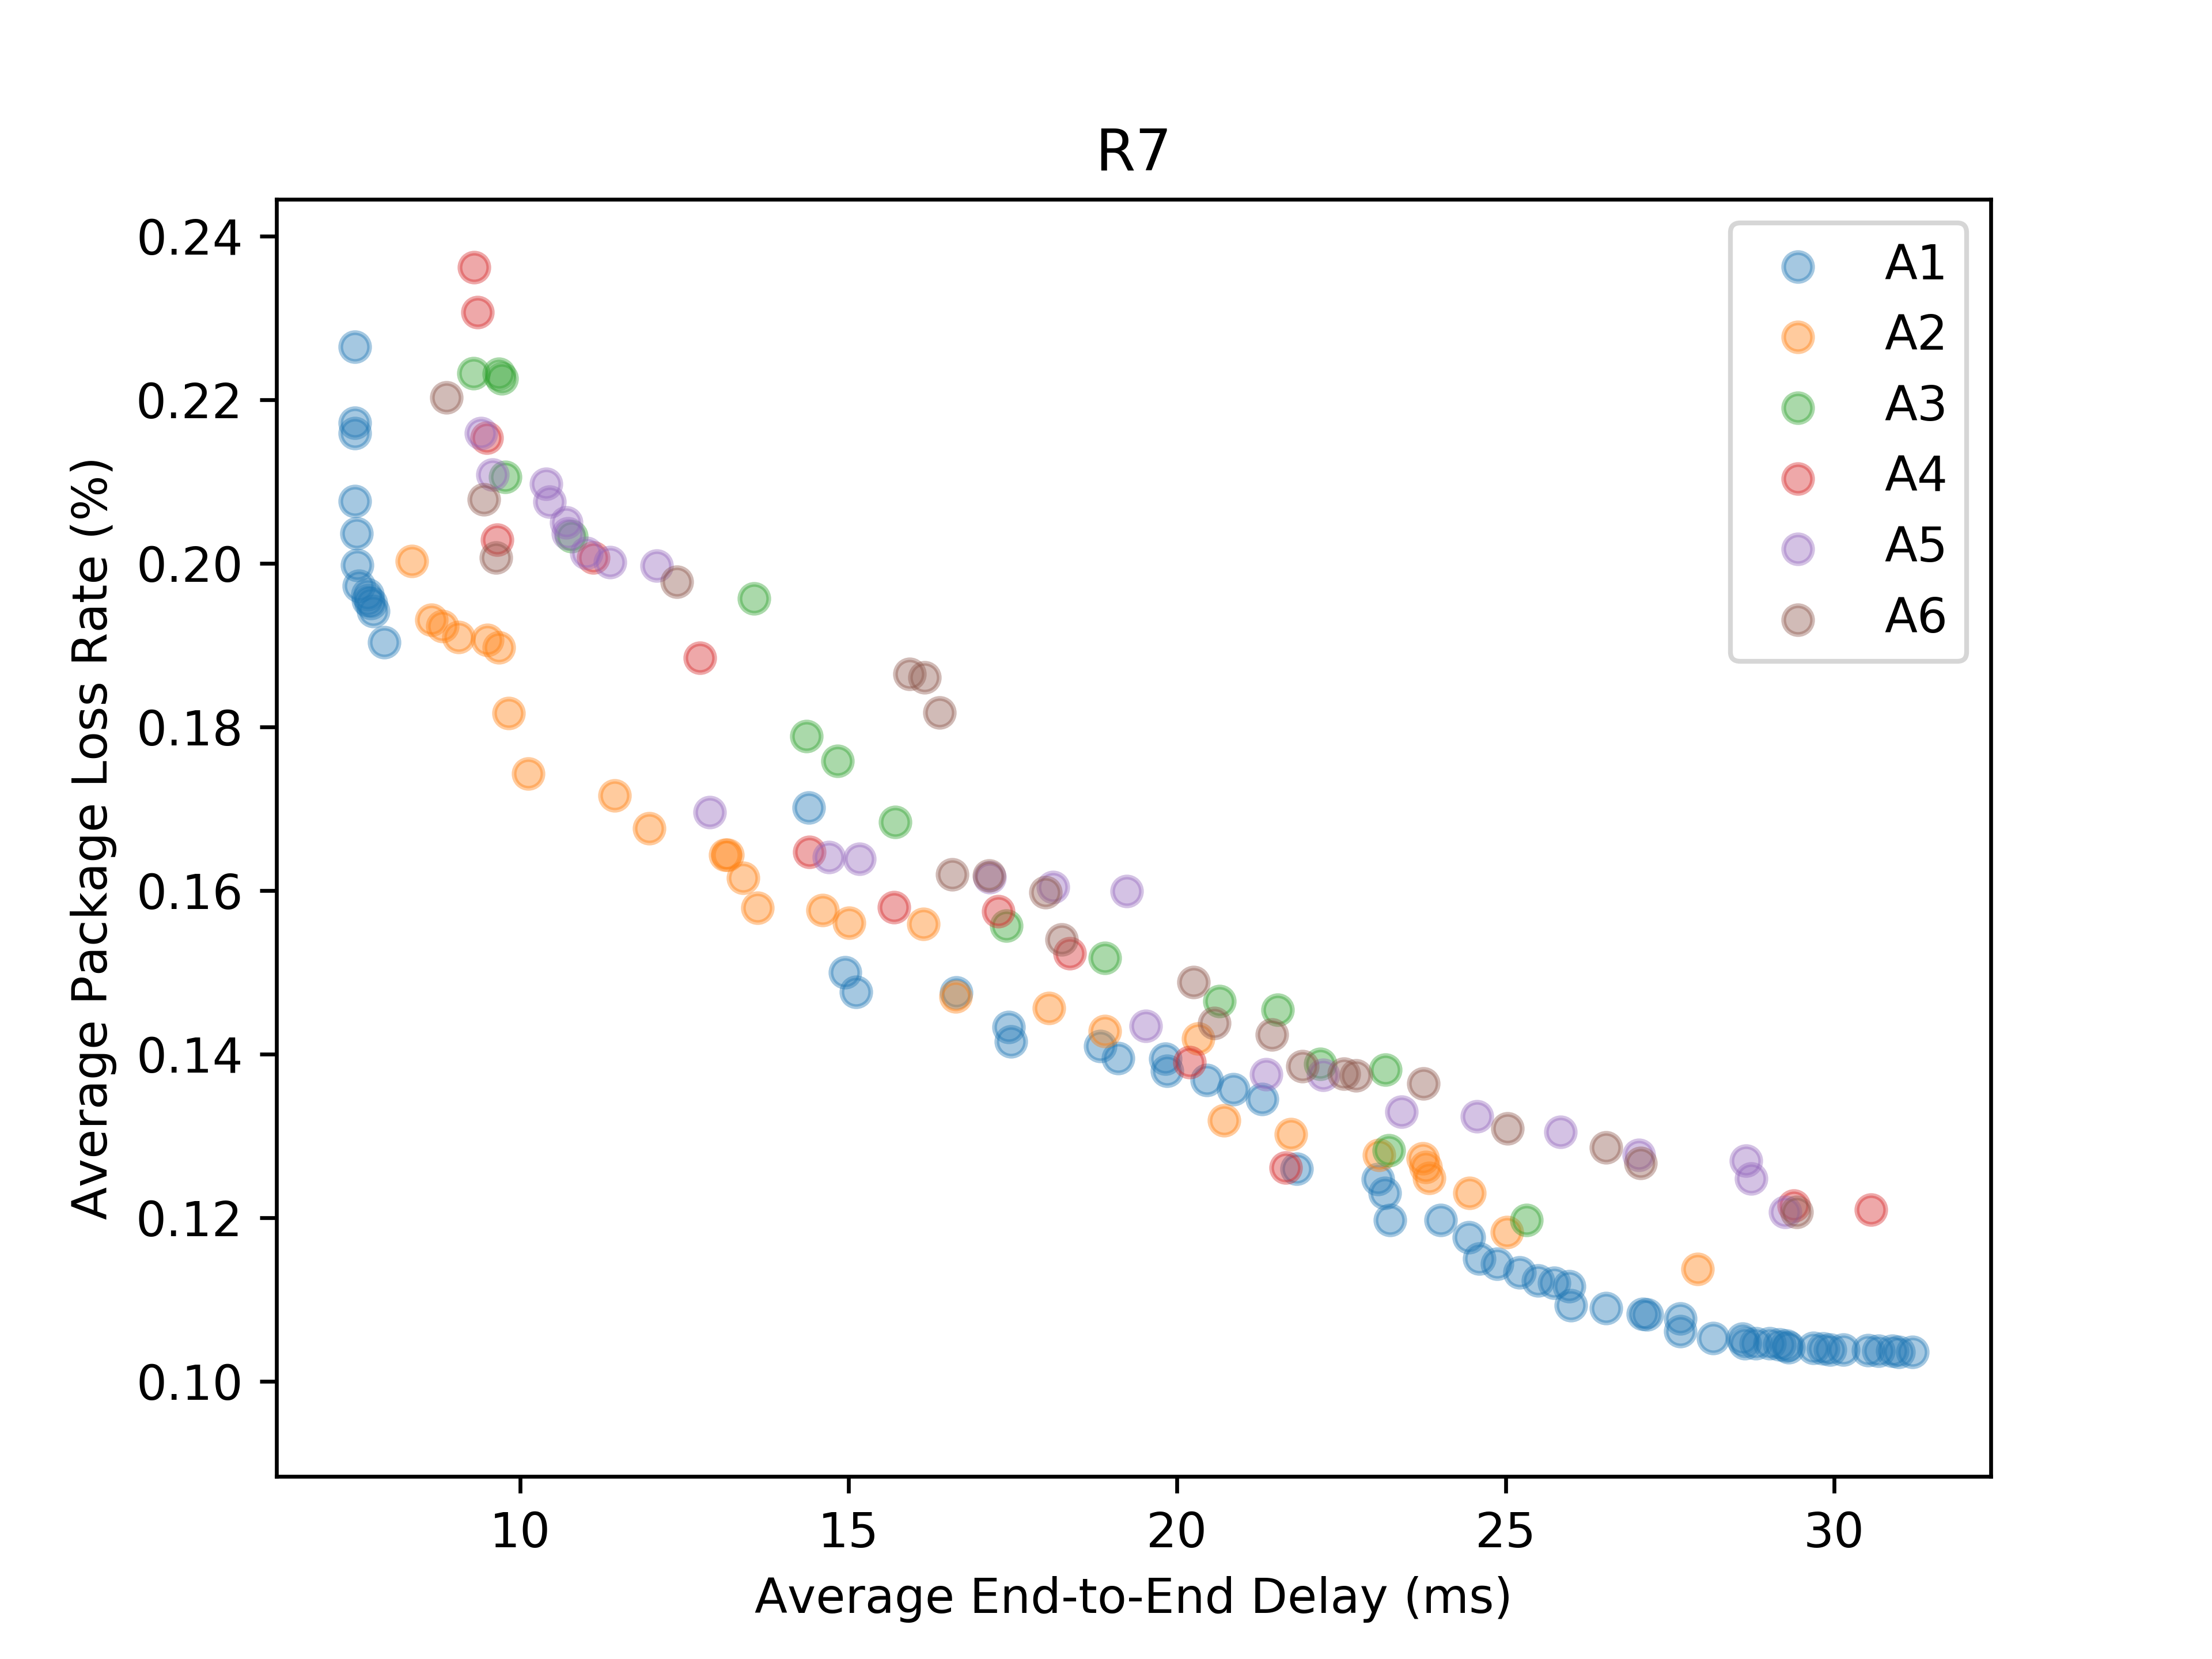 R7
Average Package Loss Rate (%)
0.24
0.22
0.20
0.18
0.16
0.14
0.12
0.10
A1
A2
A3
A4
A5
A6
10 15 20 25 30
Average End-to-End Delay (ms)